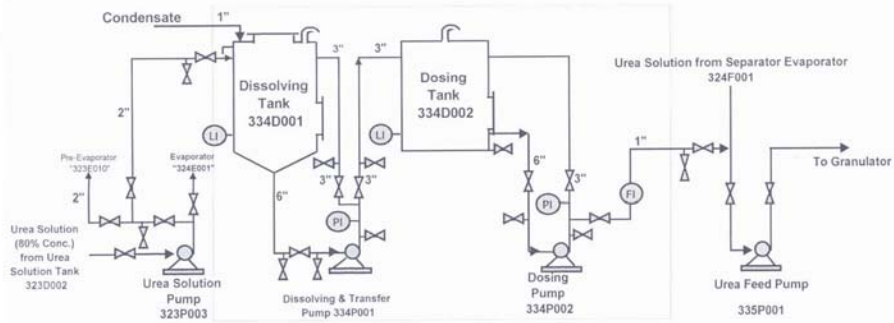 Condensate
1"
3"
3"
Dissolving
Tank
334D001
Dosing
Tank
334D002
Urea Solution from Separator Evaporator
324F001
2"
LI
LI
1"
To Granulator
Pre-Evaporator
"323E010"
Evaporator
"324E001"
6"
3"
3"
6"
3"
FI
PI
PI
2"
Urea Solution
(80% Conc.)
from Urea
Solution Tank
323D002
Urea Solution
Pump
323P003
Dissolving & Transfer
Pump 334P001
Dosing
Pump
334P002
Urea Feed Pump
335P001